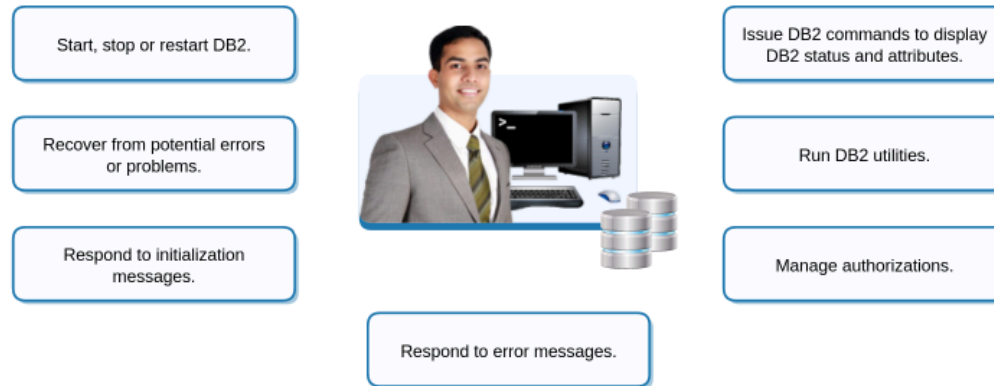 Start, stop or restart DB2.
Recover from potential errors
or problems.
Respond to initialization
messages.
>_
Issue DB2 commands to display
DB2 status and attributes.
Run DB2 utilities.
Manage authorizations.
Respond to error messages.